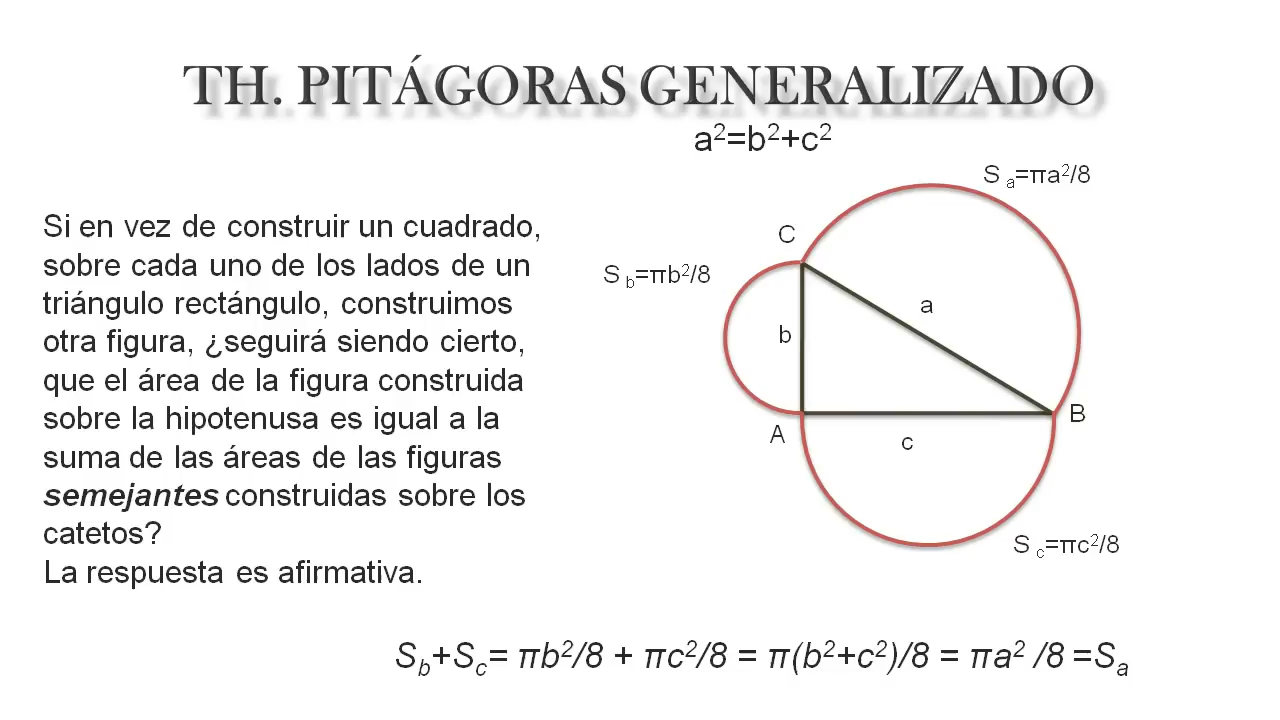 TH. PITÁGORAS GENERALIZADO
a²=b²+c²
S a=πa²/8
Si en vez de construir un cuadrado,
sobre cada uno de los lados de un
triángulo rectángulo, construimos
otra figura, ¿seguirá siendo cierto,
que el área de la figura construida
sobre la hipotenusa es igual a la
suma de las áreas de las figuras
semejantes construidas sobre los
catetos?
La respuesta es afirmativa.
C
S b=πb²/8
a
b
B
A
c
S c=πc²/8
Sb+Sc= πb²/8 + πc²/8 = π(b²+c²)/8 = πa² /8 =Sa